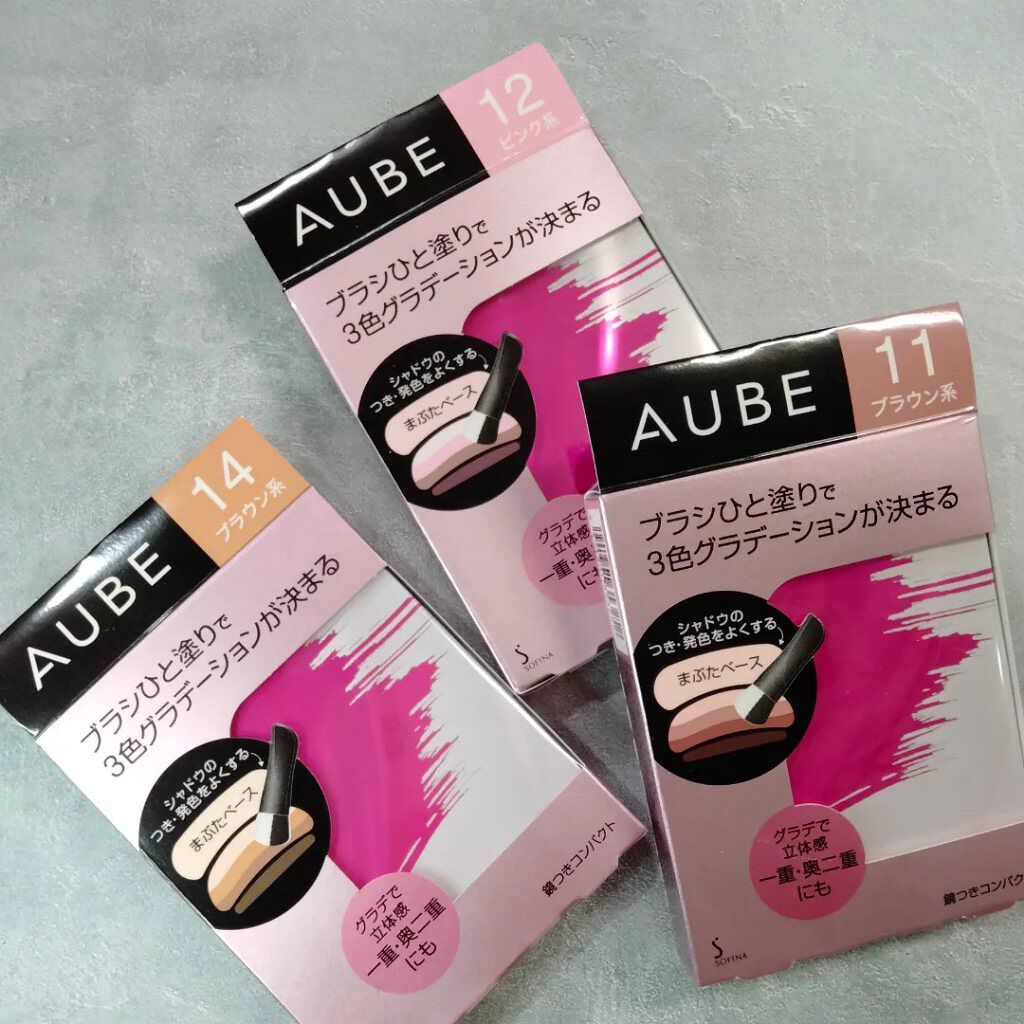 AUBE
12
ピンク系
ブラシひと塗りで
3色グラデーションが決まる
シャドウの
つき・発色をよくする
まぶたベース
グラデで
立体感
一重・奥
にも
SOFINA
AUBE
11
ブラウン系
ブラシひと塗りで
3色グラデーションが決まる
シャドウの
つき・発色をよくする
まぶたベース
グラデで
立体感
一重・奥二重
にも
鏡つきコンパク
SOFINA
AUBE
14
ブラウン系
ブラシひと塗りで
3色グラデーションが決まる
シャドウの
つき・発色をよくする
まぶたベース
グラデで
立体感
一重・奥二重
にも
鏡つきコンパクト